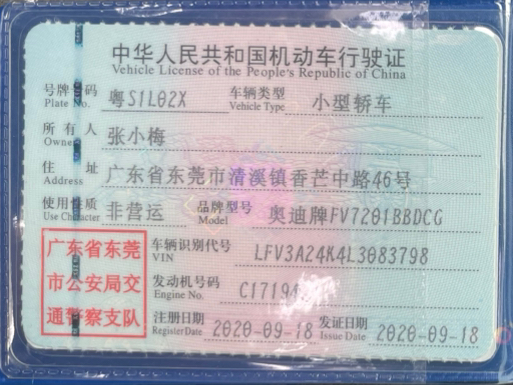 中华人民共和国机动车行驶证
Vehicle License of the People's Republic of China
号牌号码 Plate No. 粤S1L02X 车辆类型 Vehicle Type 小型轿车
所有人 Owner 张小梅
住址 Address 广东省东莞市清溪镇香芒中路46号
使用性质 Use Character 非营运 品牌型号 Model 奥迪牌FV7201BBDCG
车辆识别代号 VIN LFV3A24K4L3083798
发动机号码 Engine No. C1719
注册日期 Register Date 2020-09-18 发证日期 Issue Date 2020-09-18
广东省东莞
市公安局交
通警察支队